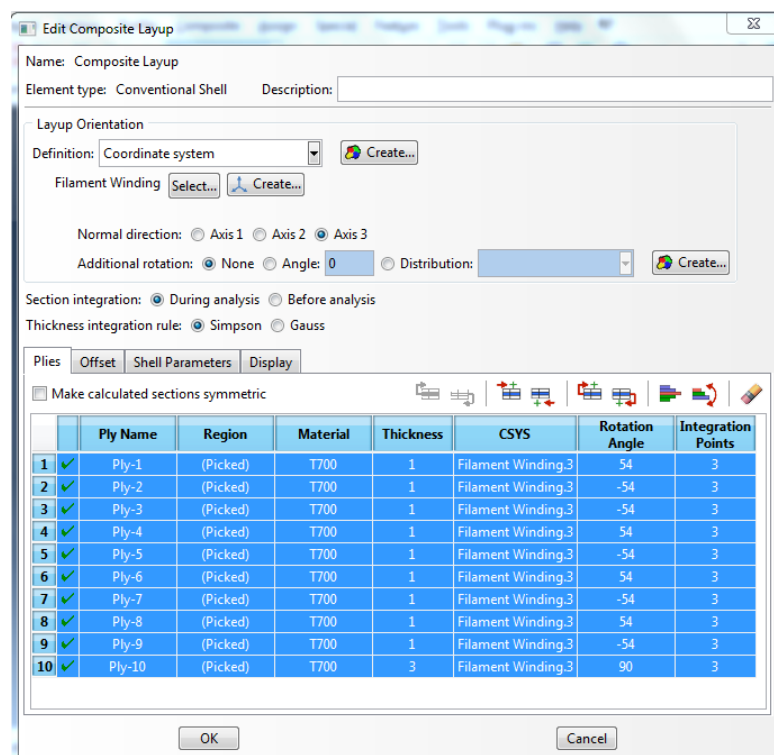 Edit Composite Layup
Name: Composite Layup
Element type: Conventional Shell Description:
Layup Orientation
Definition: Coordinate system Create...
Filament Winding Select... Create...
Normal direction: Axis 1 Axis 2 Axis 3
Additional rotation: None Angle: 0 Distribution: Create...
Section integration: During analysis Before analysis
Thickness integration rule: Simpson Gauss
Plies Offset Shell Parameters Display
Make calculated sections symmetric
Ply Name Region Material Thickness CSYS Rotation Angle Integration Points
1 Ply-1 (Picked) T700 1 Filament Winding.3 54 3
2 Ply-2 (Picked) T700 1 Filament Winding.3 -54 3
3 Ply-3 (Picked) T700 1 Filament Winding.3 -54 3
4 Ply-4 (Picked) T700 1 Filament Winding.3 54 3
5 Ply-5 (Picked) T700 1 Filament Winding.3 -54 3
6 Ply-6 (Picked) T700 1 Filament Winding.3 54 3
7 Ply-7 (Picked) T700 1 Filament Winding.3 -54 3
8 Ply-8 (Picked) T700 1 Filament Winding.3 54 3
9 Ply-9 (Picked) T700 1 Filament Winding.3 -54 3
10 Ply-10 (Picked) T700 3 Filament Winding.3 90 3
OK Cancel